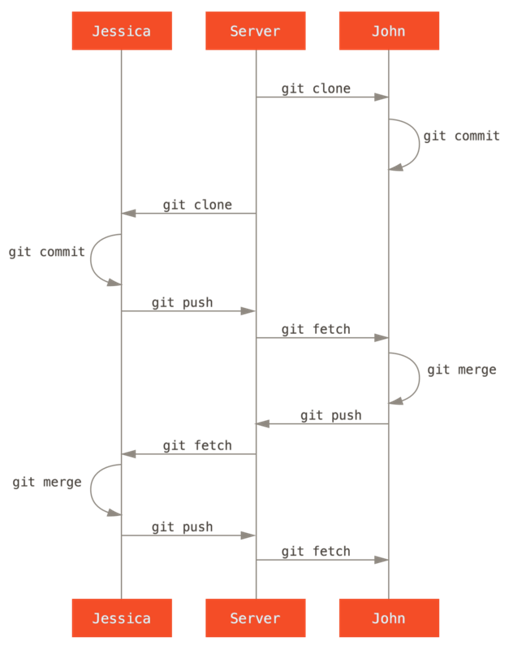 Jessica Server John
git clone
git commit
git clone
git commit
git push
git fetch
git merge
git push
git fetch
git merge
git push
git fetch
Jessica Server John